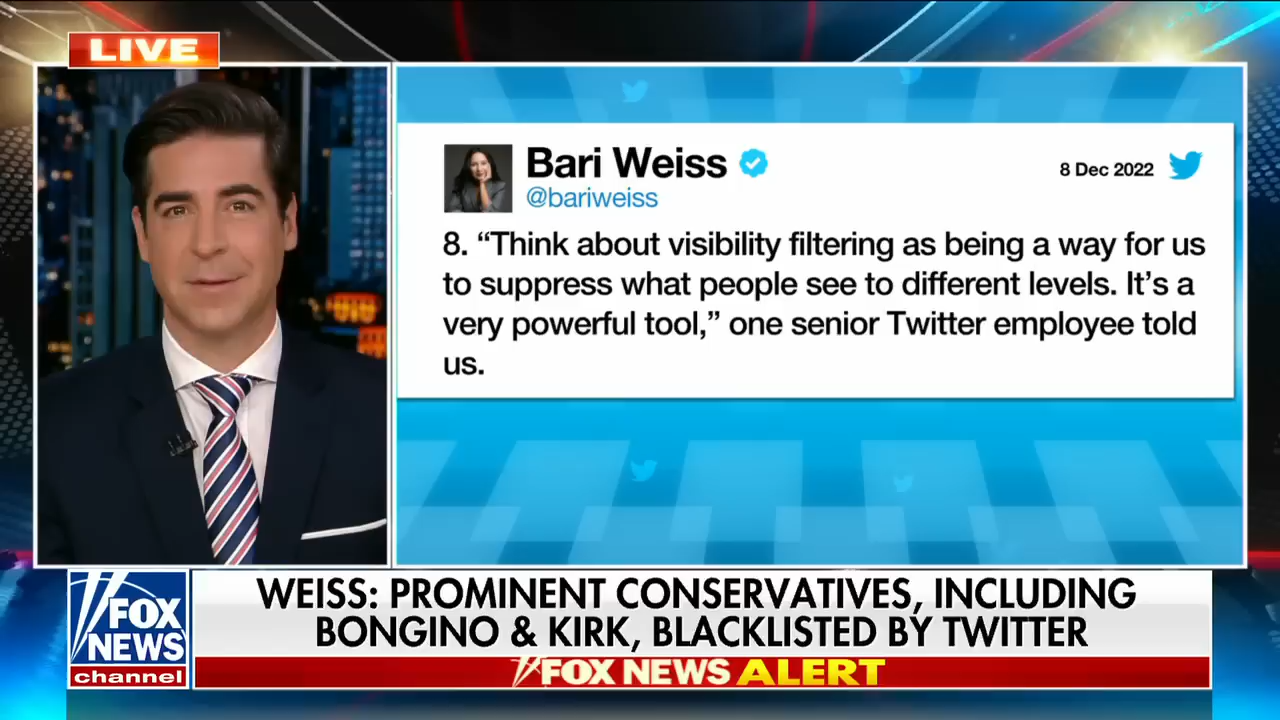 LIVE
Bari Weiss
8 Dec 2022
@bariweiss
8. “Think about visibility filtering as being a way for us
to suppress what people see to different levels. It’s a
very powerful tool,” one senior Twitter employee told
us.
FOX
NEWS
channel
WEISS: PROMINENT CONSERVATIVES, INCLUDING
BONGINO & KIRK, BLACKLISTED BY TWITTER
FOX NEWS ALERT